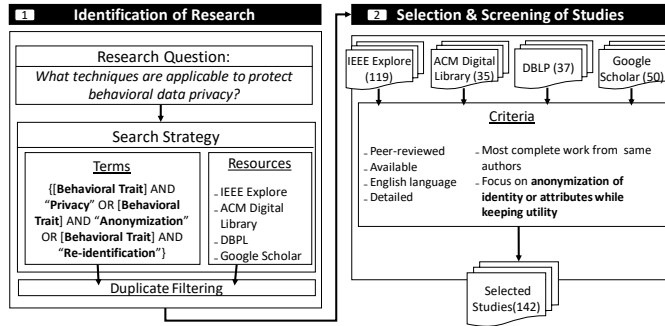 1 Identification of Research
Research Question:
What techniques are applicable to protect
behavioral data privacy?
Search Strategy
Terms
{[Behavioral Trait] AND
“Privacy” OR [Behavioral
Trait] AND “Anonymization”
OR [Behavioral Trait] AND
“Re-identification”}
Resources
- IEEE Explore
- ACM Digital
Library
- DBPL
- Google Scholar
Duplicate Filtering
2 Selection & Screening of Studies
IEEE Explore
(119)
ACM Digital
Library (35)
DBLP (37)
Google
Scholar (50)
Criteria
- Peer-reviewed
- Available
- English language
- Detailed
- Most complete work from same
authors
- Focus on anonymization of
identity or attributes while
keeping utility
Selected
Studies(142)